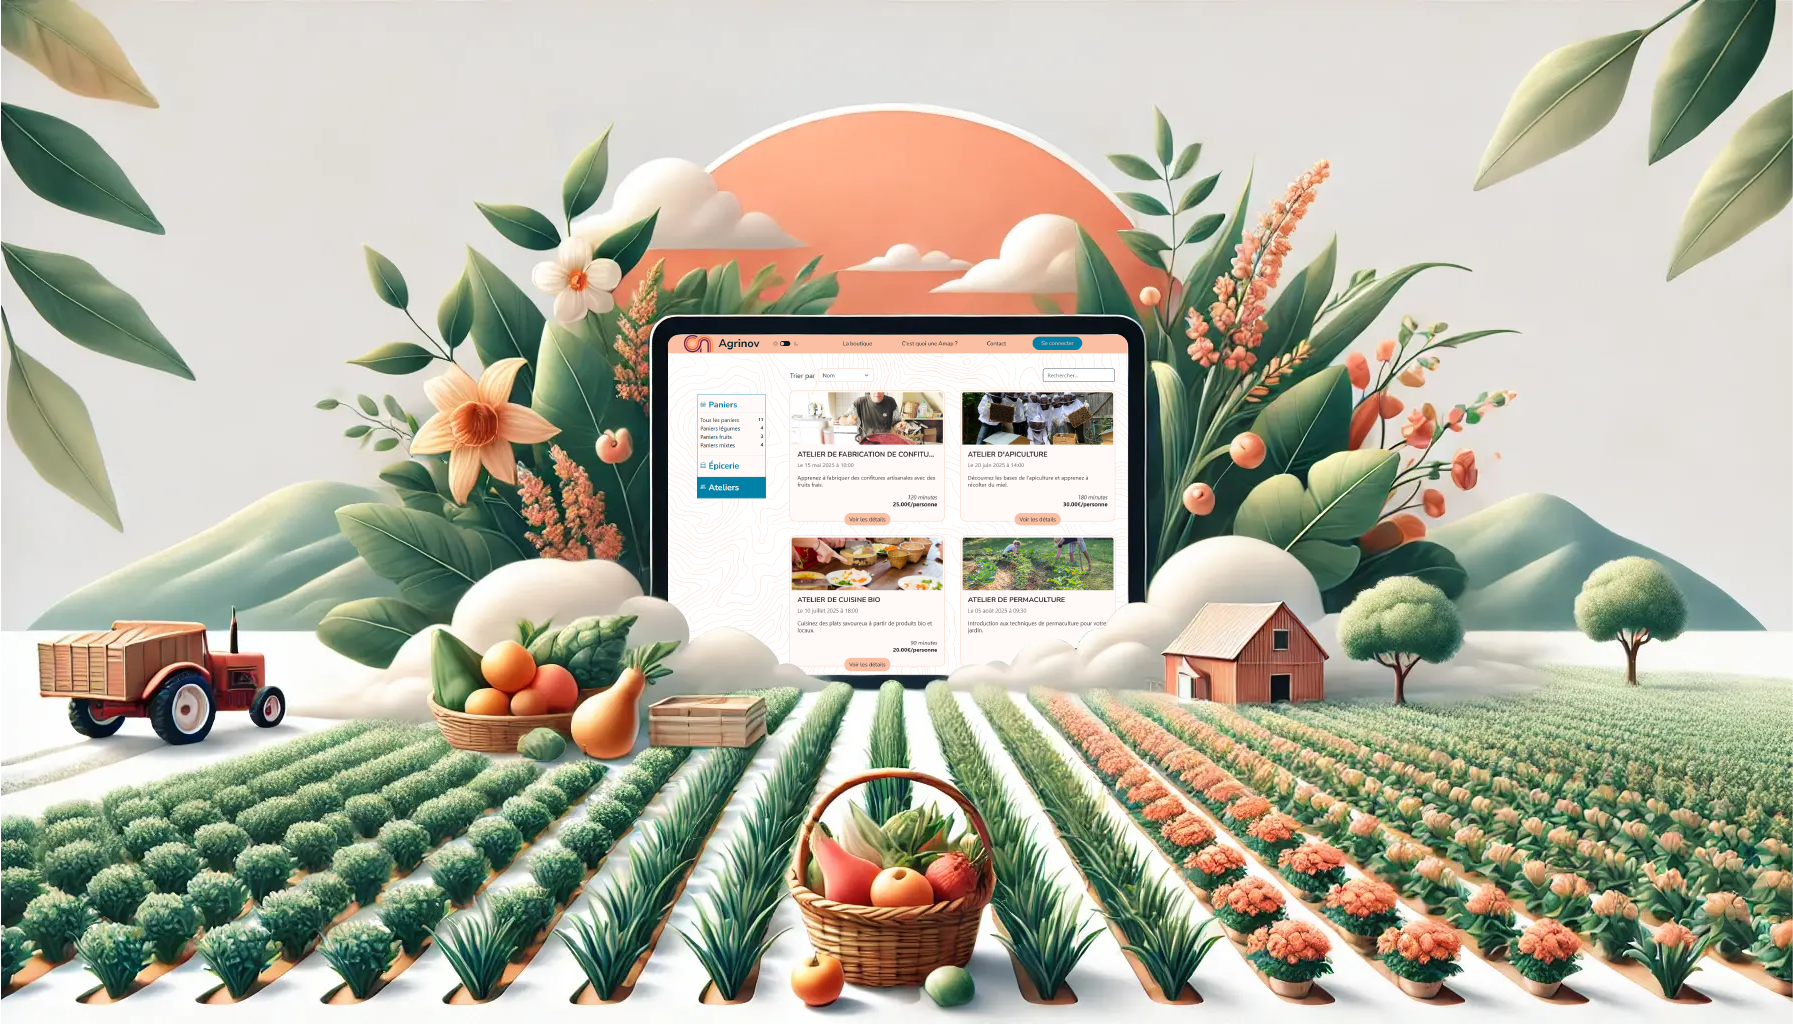 Agrinov
La boutique
C'est quoi une Amap ?
Contact
Se connecter
Trier par
Nom
Rechercher...
Paniers
Tous les paniers 11
Paniers légumes 4
Paniers fruits 3
Paniers mixtes 4
Épicerie
Ateliers
ATELIER DE FABRICATION DE CONFITU...
Le 15 mai 2025 à 10:00
Apprenez à fabriquer des confitures artisanales avec des
fruits frais.
120 minutes
25.00€/personne
Voir les détails
ATELIER D'APICULTURE
Le 20 juin 2025 à 14:00
Découvrez les bases de l'apiculture et apprenez à
récolter du miel.
180 minutes
30.00€/personne
Voir les détails
ATELIER DE CUISINE BIO
Le 10 juillet 2025 à 18:00
Cuisinez des plats savoureux à partir de produits bio et
locaux.
90 minutes
20.00€/personne
Voir les détails
ATELIER DE PERMACULTURE
Le 05 août 2025 à 09:30
Introduction aux techniques de permaculture pour votre
jardin.